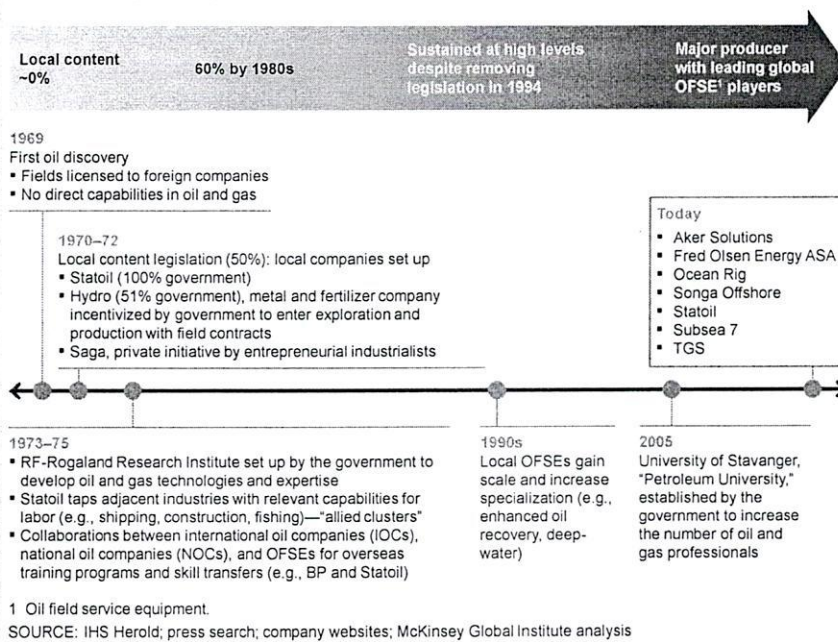 Local content
~0%
60% by 1980s
Sustained at high levels
despite removing
legislation in 1994
Major producer
with leading global
OFSE¹ players
1969
First oil discovery
▪ Fields licensed to foreign companies
▪ No direct capabilities in oil and gas
1970–72
Local content legislation (50%): local companies set up
▪ Statoil (100% government)
▪ Hydro (51% government), metal and fertilizer company
incentivized by government to enter exploration and
production with field contracts
▪ Saga, private initiative by entrepreneurial industrialists
Today
▪ Aker Solutions
▪ Fred Olsen Energy ASA
▪ Ocean Rig
▪ Songa Offshore
▪ Statoil
▪ Subsea 7
▪ TGS
1973–75
▪ RF-Rogaland Research Institute set up by the government to
develop oil and gas technologies and expertise
▪ Statoil taps adjacent industries with relevant capabilities for
labor (e.g., shipping, construction, fishing)—“allied clusters”
▪ Collaborations between international oil companies (IOCs),
national oil companies (NOCs), and OFSEs for overseas
training programs and skill transfers (e.g., BP and Statoil)
1990s
Local OFSEs gain
scale and increase
specialization (e.g.,
enhanced oil
recovery, deep-
water)
2005
University of Stavanger,
“Petroleum University,”
established by the
government to increase
the number of oil and
gas professionals
1 Oil field service equipment.
SOURCE: IHS Herold; press search; company websites; McKinsey Global Institute analysis